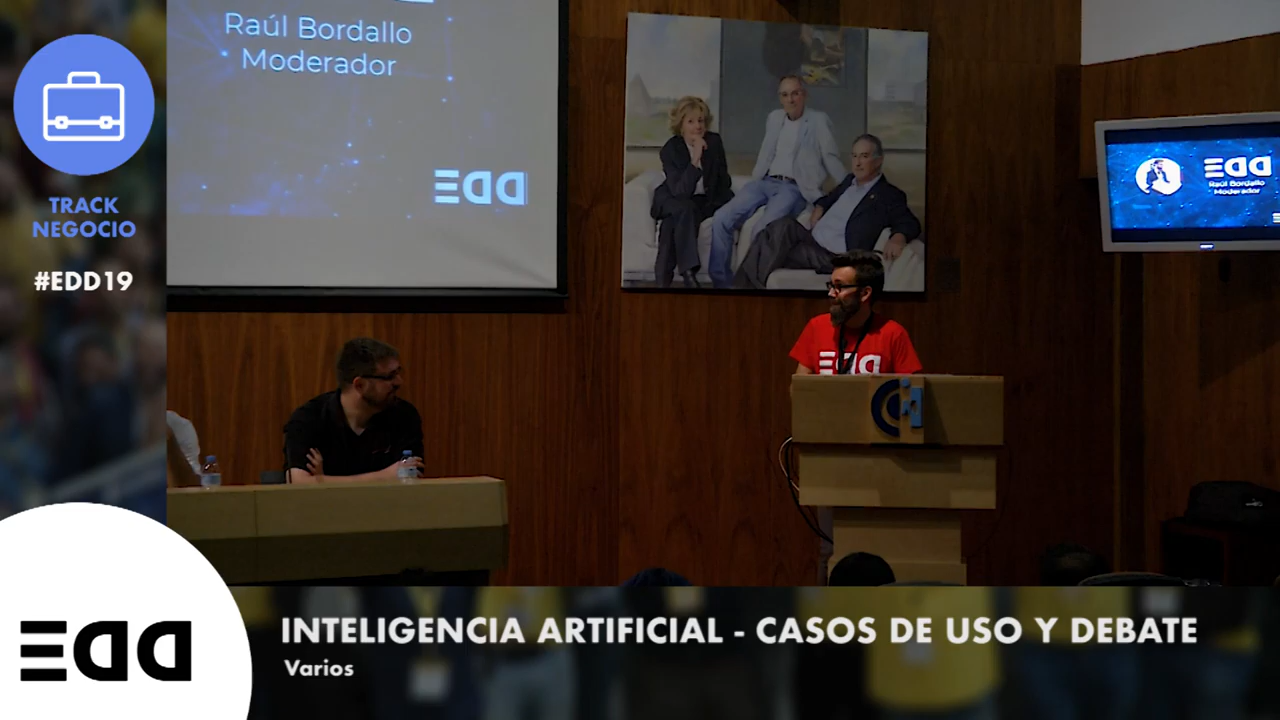 Raúl Bordallo
Moderador
EDD
TRACK
NEGOCIO
#EDD19
EDD
Raúl Bordallo
Moderador
EDD
EDD
INTELIGENCIA ARTIFICIAL - CASOS DE USO Y DEBATE
Varios